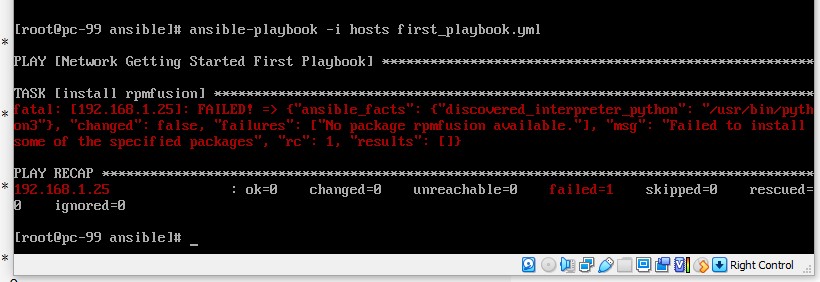 [root@pc-99 ansible]# ansible-playbook -i hosts first_playbook.yml
PLAY [Network Getting Started First Playbook] *******************************************************
TASK [install rpmfusion] ****************************************************************************
fatal: [192.168.1.25]: FAILED! => {"ansible_facts": {"discovered_interpreter_python": "/usr/bin/pyth
on3"}, "changed": false, "failures": ["No package rpmfusion available."], "msg": "Failed to install
some of the specified packages", "rc": 1, "results": []}
PLAY RECAP ******************************************************************************************
192.168.1.25 : ok=0 changed=0 unreachable=0 failed=1 skipped=0 rescued=
0 ignored=0
[root@pc-99 ansible]# _
Right Control